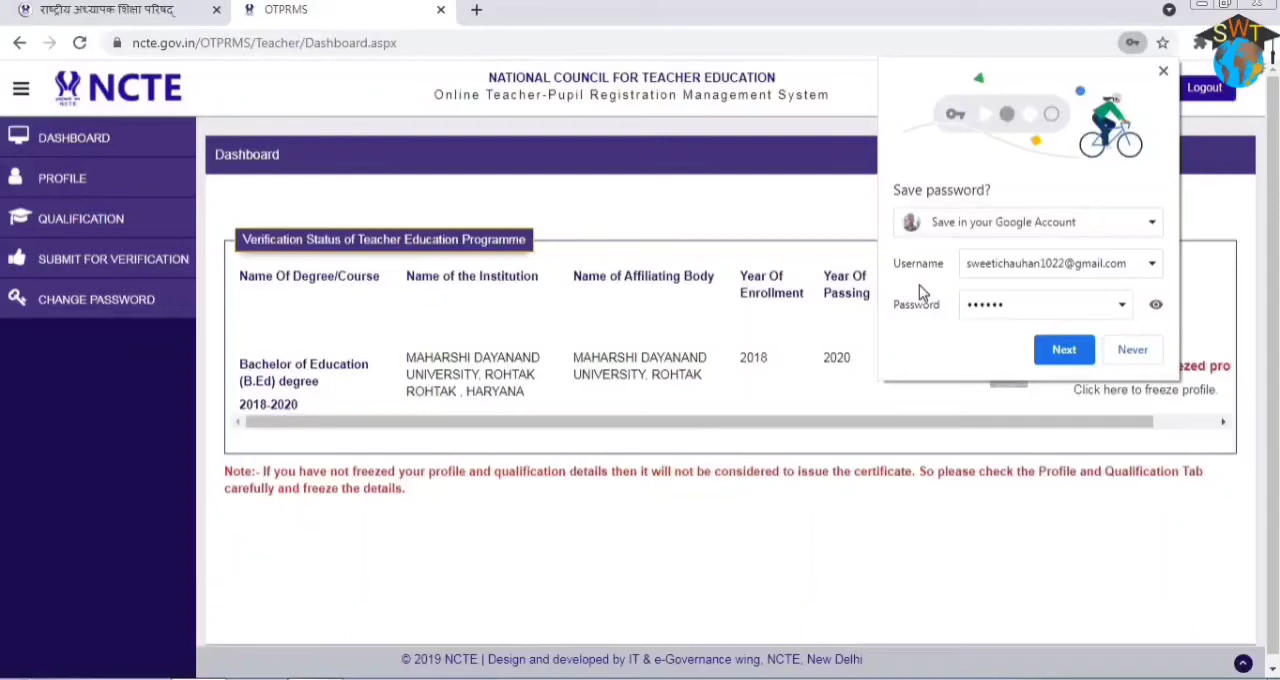 राष्ट्रीय अध्यापक शिक्षा परिषद्
OTPRMS
ncte.gov.in/OTPRMS/Teacher/Dashboard.aspx
SWT
NCTE
NATIONAL COUNCIL FOR TEACHER EDUCATION
Online Teacher-Pupil Registration Management System
Logout
DASHBOARD
PROFILE
QUALIFICATION
SUBMIT FOR VERIFICATION
CHANGE PASSWORD
Dashboard
Save password?
Save in your Google Account
Username sweetichauhan1022@gmail.com
Password ••••••
Next Never
Verification Status of Teacher Education Programme
Name Of Degree/Course Name of the Institution Name of Affiliating Body Year Of Enrollment Year Of Passing
Bachelor of Education
(B.Ed) degree
2018-2020
MAHARSHI DAYANAND
UNIVERSITY, ROHTAK
ROHTAK , HARYANA
MAHARSHI DAYANAND
UNIVERSITY, ROHTAK
2018
2020
ezed pro
Click here to freeze profile.
Note:- If you have not freezed your profile and qualification details then it will not be considered to issue the certificate. So please check the Profile and Qualification Tab
carefully and freeze the details.
© 2019 NCTE | Design and developed by IT & e-Governance wing, NCTE, New Delhi